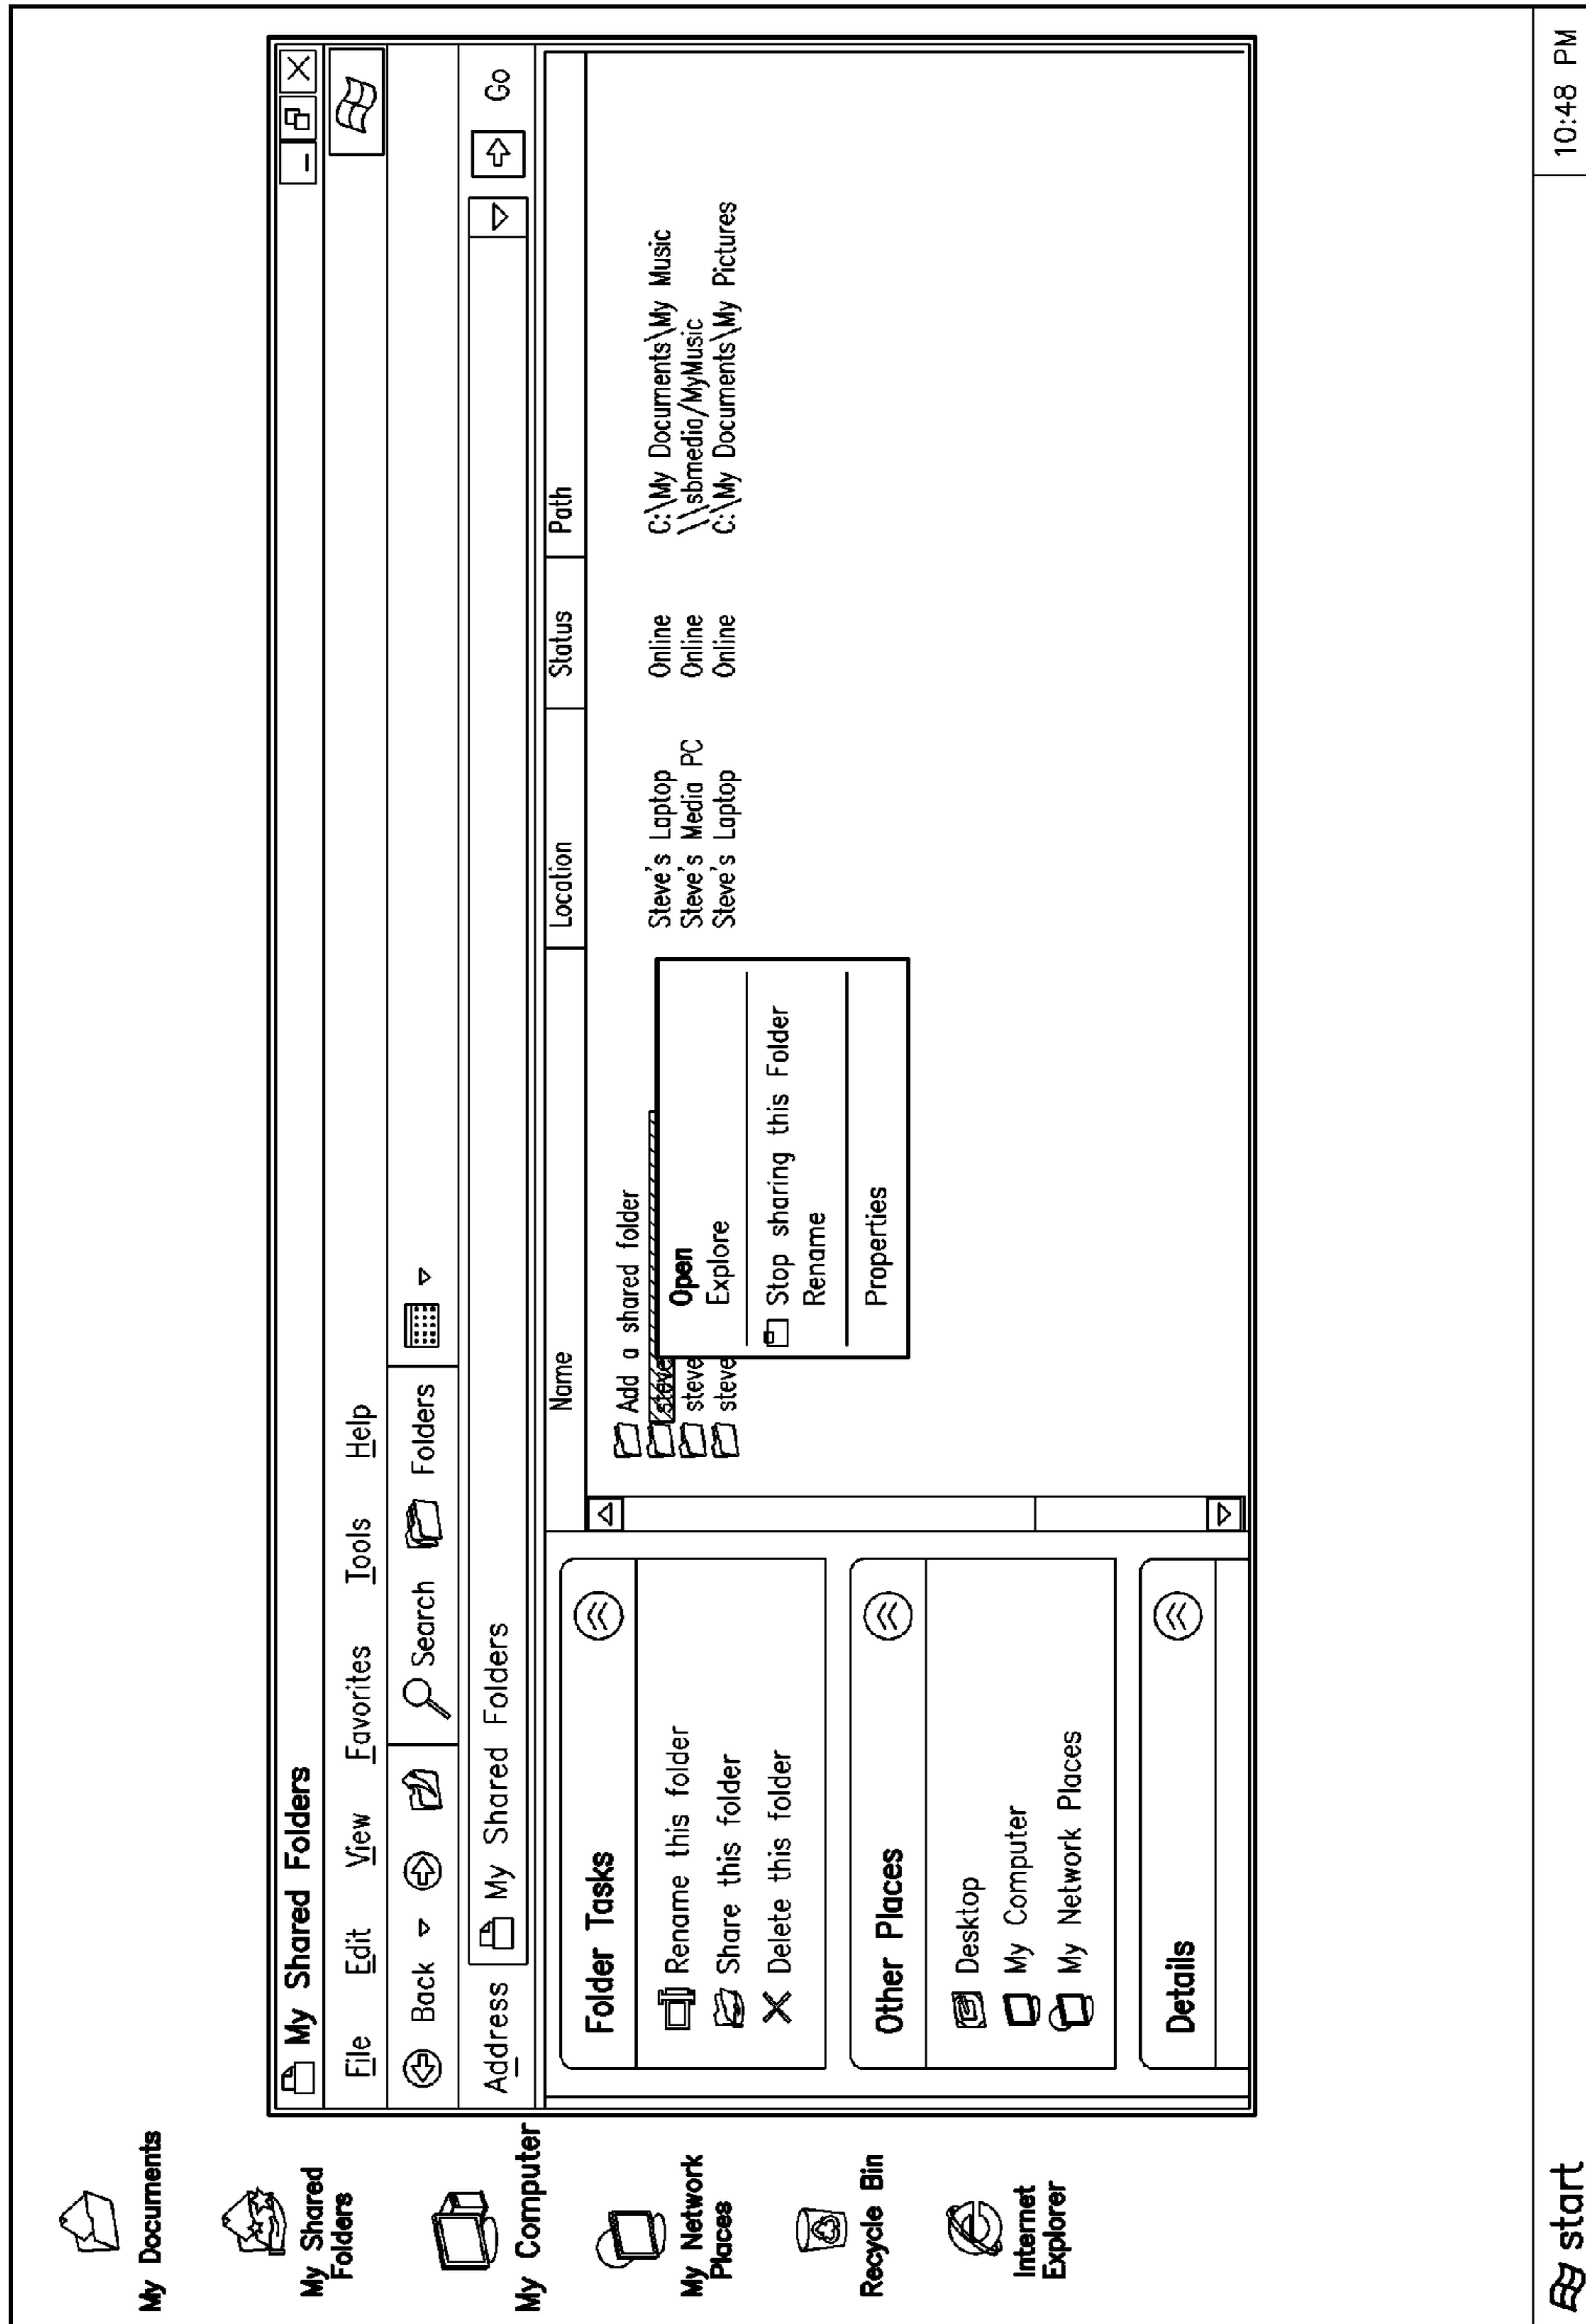 My Documents
My Shared
Folders
My Computer
My Network
Places
Recycle Bin
Internet
Explorer
My Shared Folders
File Edit View Favorites Tools Help
Back Search Folders
Address My Shared Folders Go
Folder Tasks
Rename this folder
Share this folder
Delete this folder
Other Places
Desktop
My Computer
My Network Places
Details
Name Location Status Path
Add a shared folder
steve Steve's Laptop Online C:\My Documents\My Music
steve Steve's Media PC Online \\sbmedia/MyMusic
steve Steve's Laptop Online C:\My Documents\My Pictures
Open
Explore
Stop sharing this Folder
Rename
Properties
start 10:48 PM